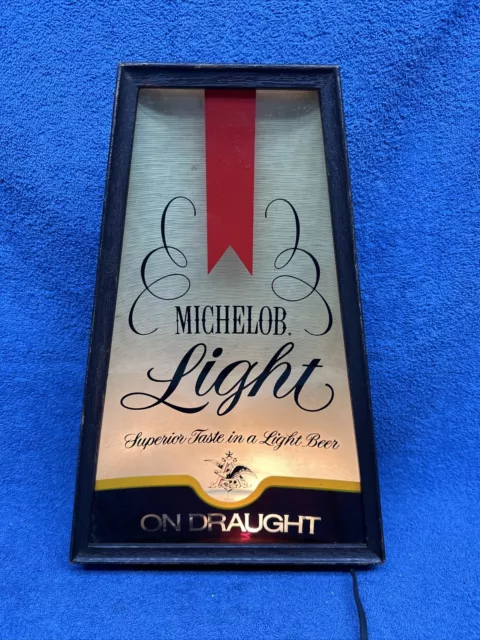 MICHELOB.
Light
Superior Taste in a Light Beer
ON DRAUGHT